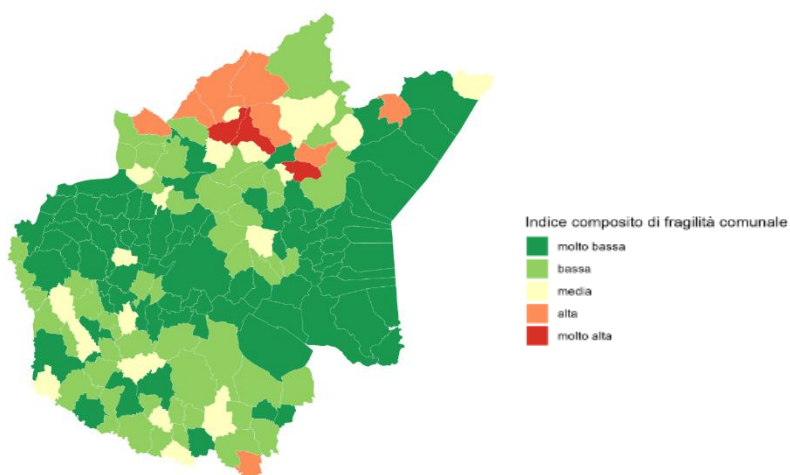 Indice composito di fragilità comunale
molto bassa
bassa
media
alta
molto alta